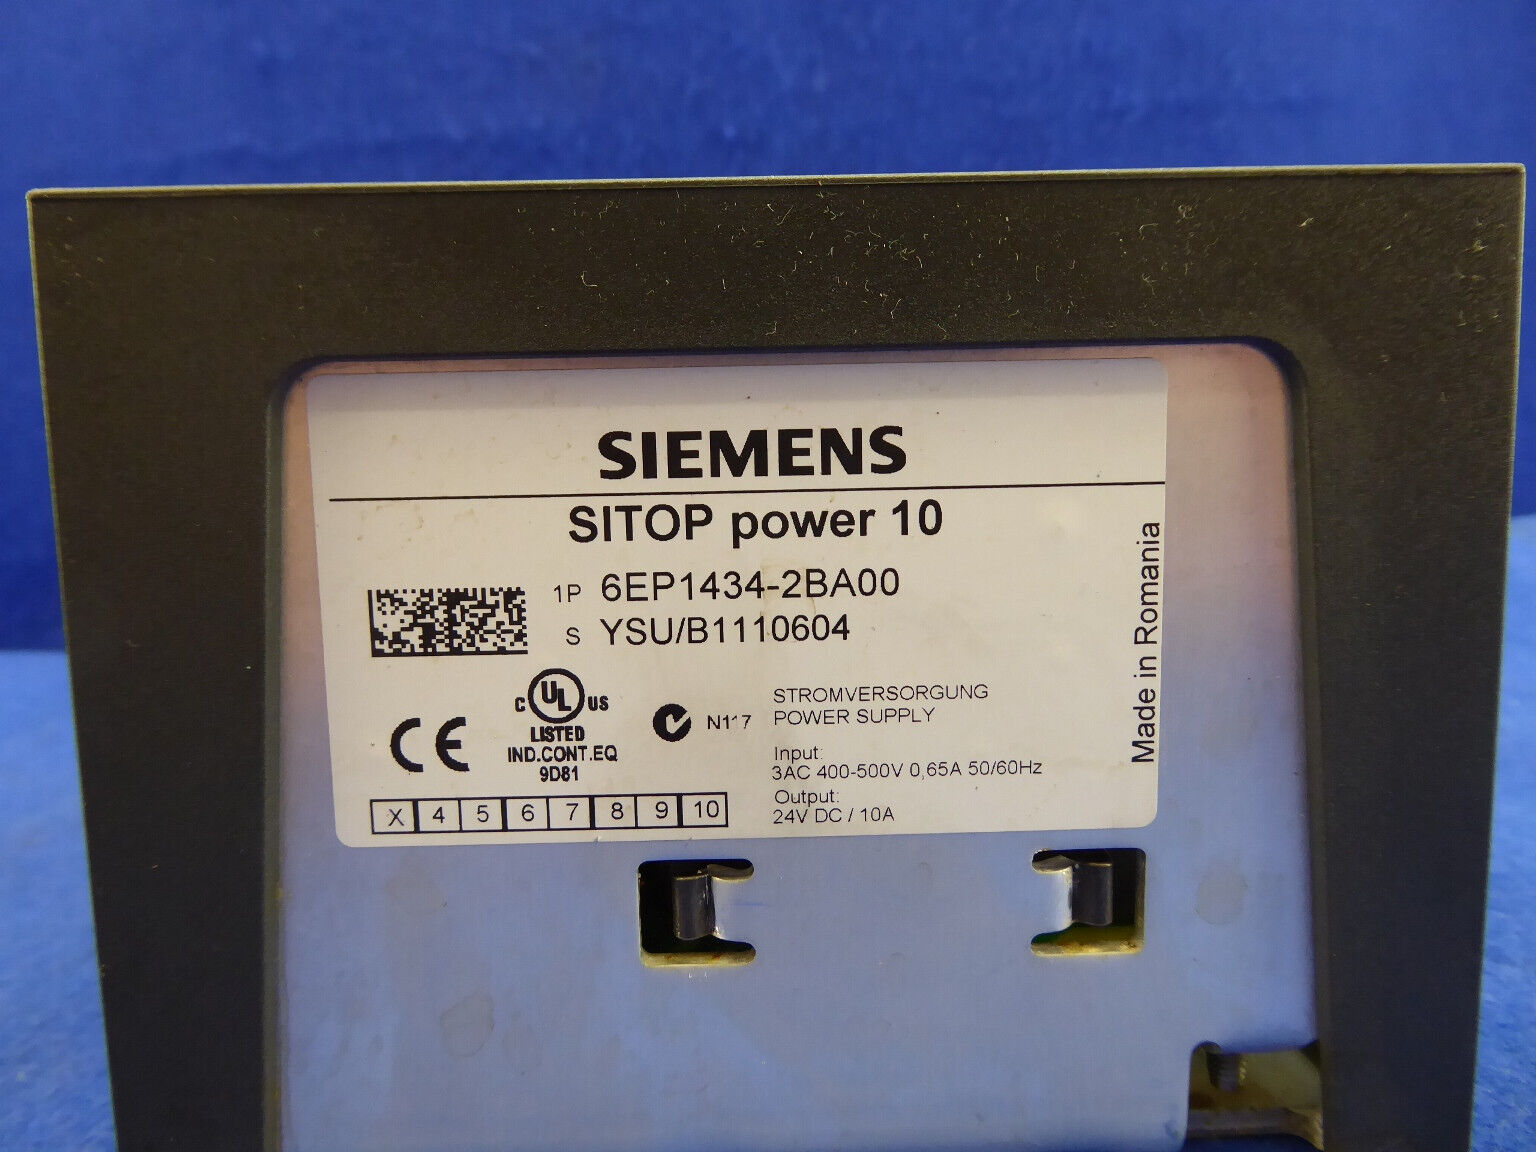 SIEMENS
SITOP power 10
1P 6EP1434-2BA00
S YSU/B1110604
Made in Romania
C UL US
LISTED
IND.CONT.EQ
9D81
CE
N117
STROMVERSORGUNG
POWER SUPPLY
Input:
3AC 400-500V 0,65A 50/60Hz
Output:
24V DC / 10A
X 4 5 6 7 8 9 10